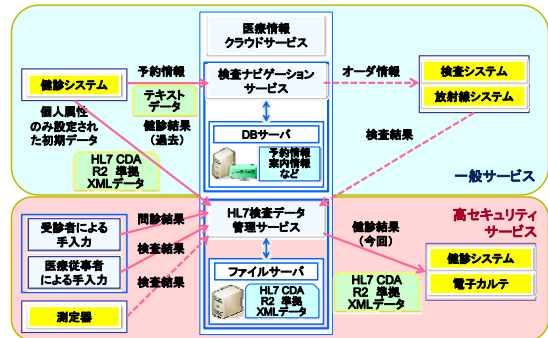 医療情報
クラウドサービス
健診システム
予約情報
テキスト
データ
健診結果
(過去)
検査ナビゲーション
サービス
オーダ情報
検査システム
放射線システム
個人属性
のみ設定され
た初期データ
HL7 CDA
R2 準拠
XMLデータ
DBサーバ
予約情報
案内情報
など
検査結果
一般サービス
高セキュリティ
サービス
受診者による
手入力
問診結果
医療従事者
による手入力
検査結果
測定器
検査結果
HL7検査データ
管理サービス
ファイルサーバ
HL7 CDA
R2 準拠
XMLデータ
健診結果
(今回)
HL7 CDA
R2 準拠
XMLデータ
健診システム
電子カルテ